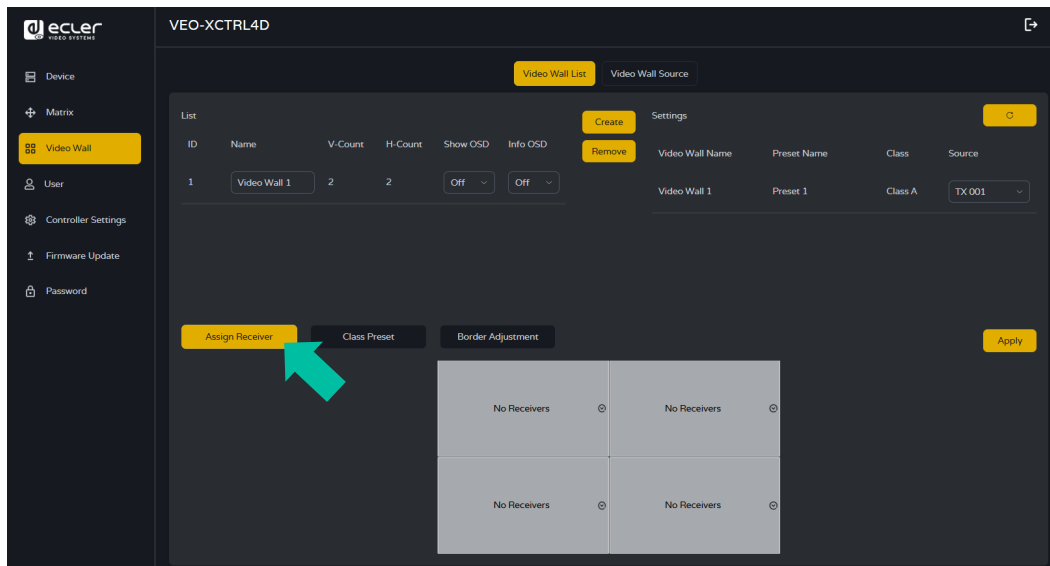 ecler
VIDEO SYSTEMS
VEO-XCTRL4D
Device
Matrix
Video Wall
User
Controller Settings
Firmware Update
Password
Video Wall List Video Wall Source
List
Create
Remove
ID Name V-Count H-Count Show OSD Info OSD
1 Video Wall 1 2 2 Off Off
Settings
Video Wall Name Preset Name Class Source
Video Wall 1 Preset 1 Class A TX 001
Assign Receiver Class Preset Border Adjustment Apply
No Receivers No Receivers
No Receivers No Receivers